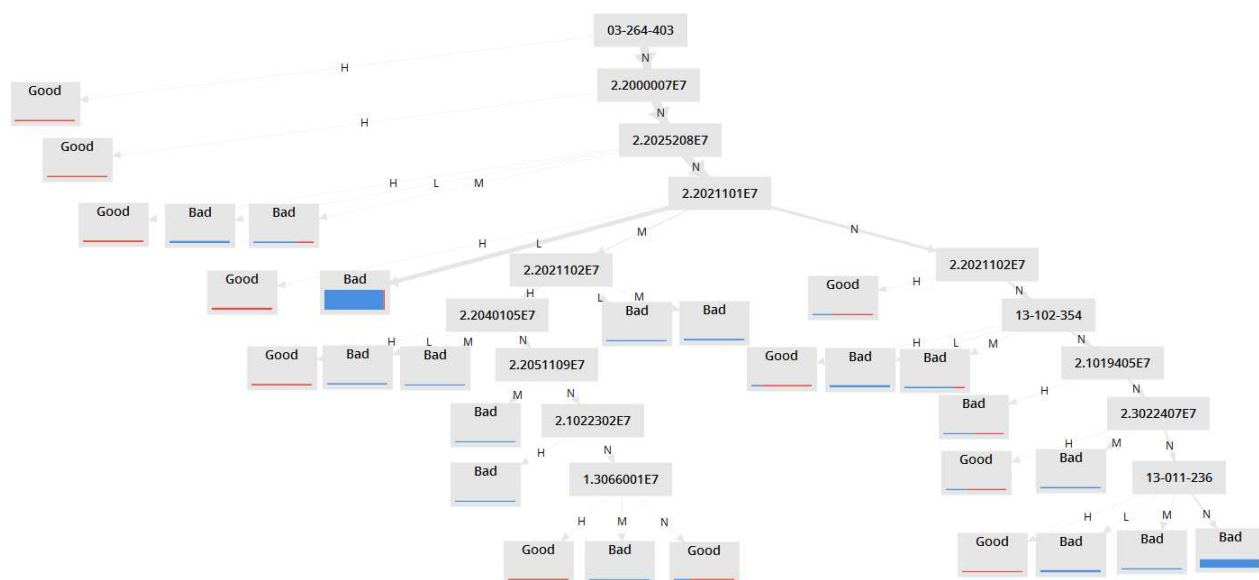 03-264-403
N
H
2.2000007E7
Good
N
H
2.2025208E7
Good
N
H L M
2.2021101E7
Good Bad Bad
M
N
H L
2.2021102E7
2.2021102E7
Good Bad
Good
H
N
H
L M
2.2040105E7
Bad Bad
13-102-354
H L M
N
H L M
N
Good Bad Bad
2.2051109E7
Good Bad Bad
2.1019405E7
M
N
H
N
Bad
2.1022302E7
Bad
2.3022407E7
H
N
H
M
N
Bad
1.3066001E7
Good
Bad
13-011-236
H M N
H L M N
Good Bad Good
Good Bad Bad Bad